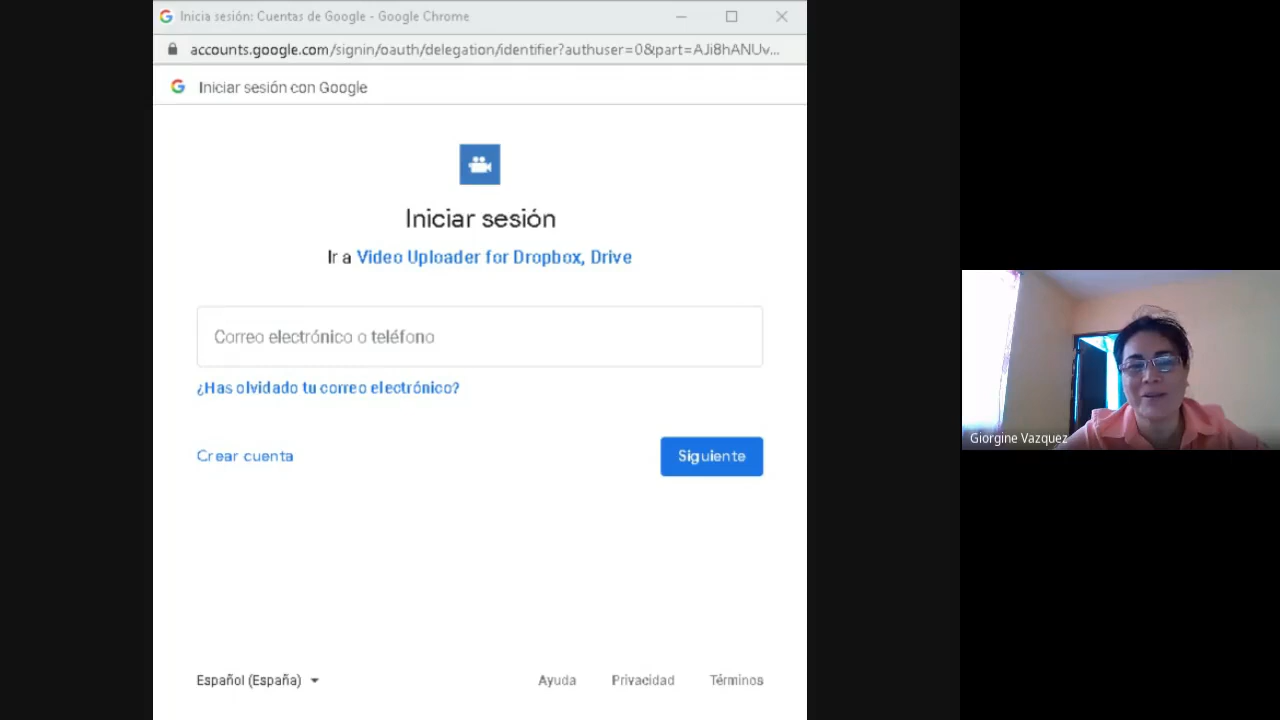 Inicia sesión: Cuentas de Google - Google Chrome
accounts.google.com/signin/oauth/delegation/identifier?authuser=0&part=AJi8hANUv...
Iniciar sesión con Google
Iniciar sesión
Ir a Video Uploader for Dropbox, Drive
Correo electrónico o teléfono
¿Has olvidado tu correo electrónico?
Crear cuenta
Siguiente
Giorgine Vazquez
Español (España)
Ayuda
Privacidad
Términos